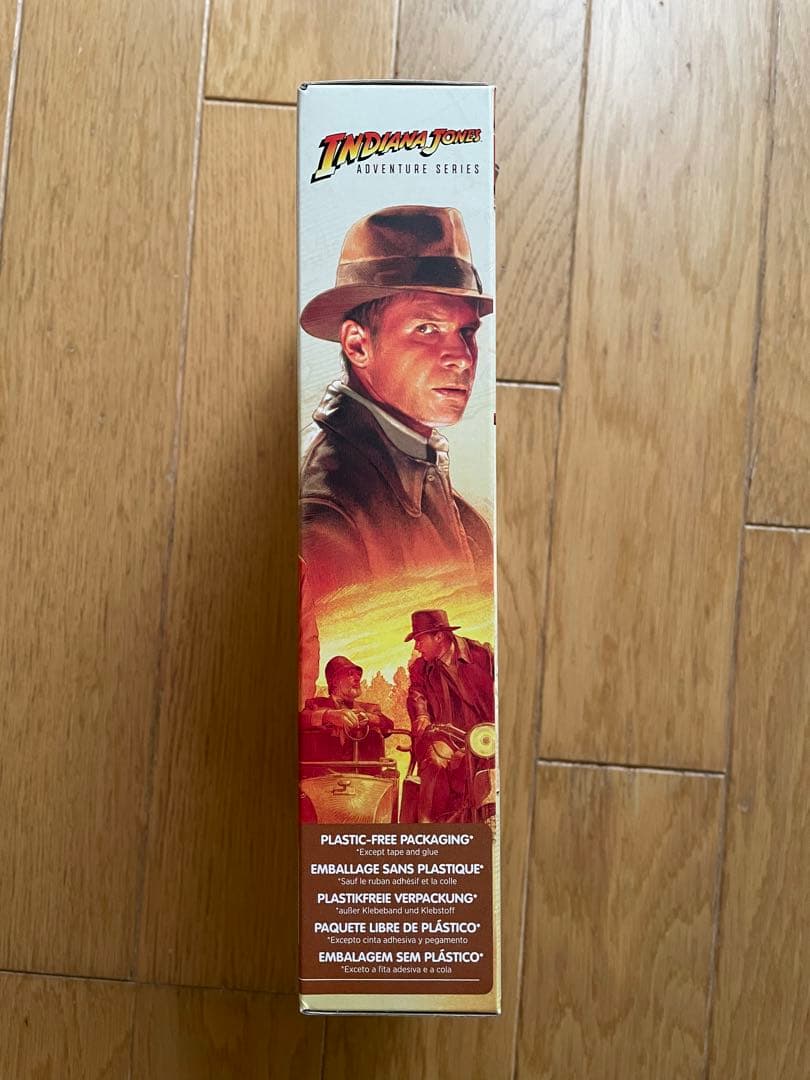 INDIANA JONES
ADVENTURE SERIES
PLASTIC-FREE PACKAGING*
*Except tape and glue
EMBALLAGE SANS PLASTIQUE*
*Sauf le ruban adhésif et la colle
PLASTIKFREIE VERPACKUNG*
*außer Klebeband und Klebstoff
PAQUETE LIBRE DE PLÁSTICO*
*Excepto cinta adhesiva y pegamento
EMBALAGEM SEM PLÁSTICO*
*Exceto a fita adesiva e a cola